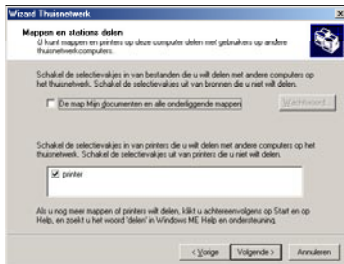 Wizard Thuisnetwerk
Mappen en stations delen
U kunt mappen en printers op deze computer delen met gebruikers op andere
thuisnetwerkcomputers.
Schakel de selectievakjes in van bestanden die u wilt delen met andere computers op
het thuisnetwerk. Schakel de selectievakjes uit van bronnen die u niet wilt delen.
De map Mijn documenten en alle onderliggende mappen
Wachtwoord...
Schakel de selectievakjes in van printers die u wilt delen met andere computers op het
thuisnetwerk. Schakel de selectievakjes uit van printers die u niet wilt delen.
printer
Als u nog meer mappen of printers wilt delen, klikt u achtereenvolgens op Start en op
Help, en zoekt u het woord 'delen' in Windows ME Help en ondersteuning.
< Vorige
Volgende >
Annuleren